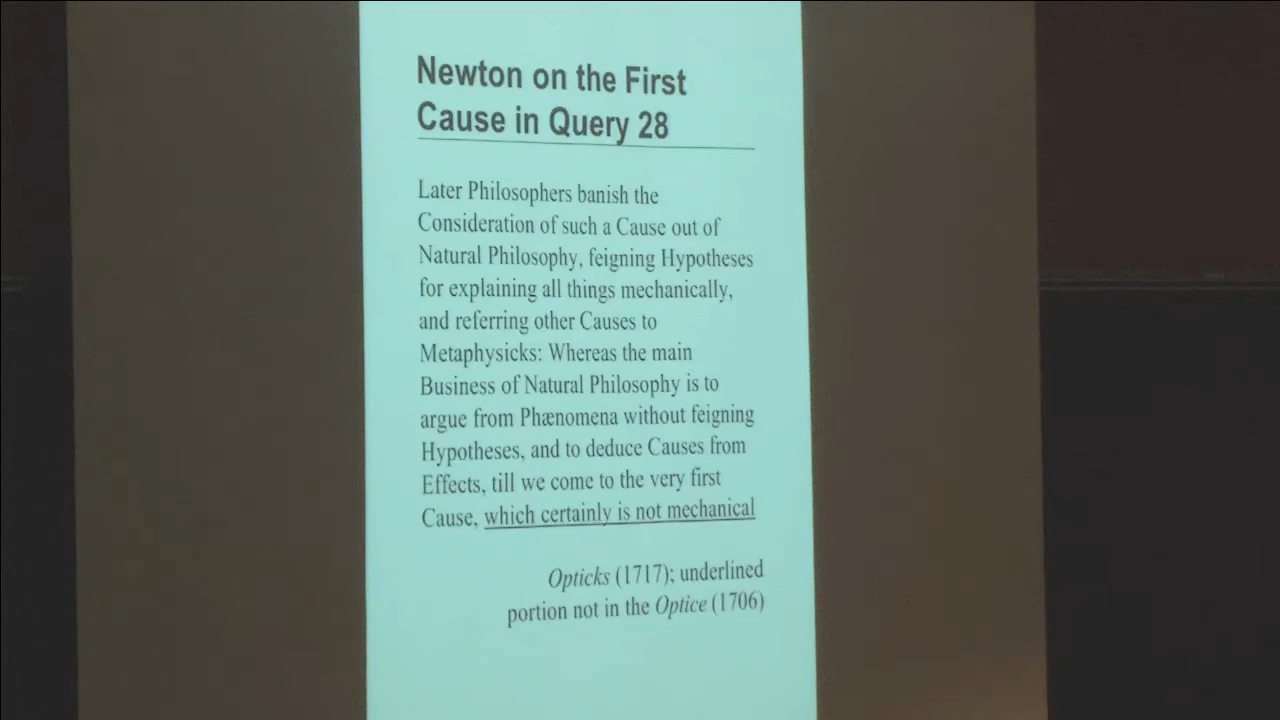 Newton on the First
Cause in Query 28
Later Philosophers banish the
Consideration of such a Cause out of
Natural Philosophy, feigning Hypotheses
for explaining all things mechanically,
and referring other Causes to
Metaphysicks: Whereas the main
Business of Natural Philosophy is to
argue from Phænomena without feigning
Hypotheses, and to deduce Causes from
Effects, till we come to the very first
Cause, which certainly is not mechanical
Opticks (1717); underlined
portion not in the Optice (1706)